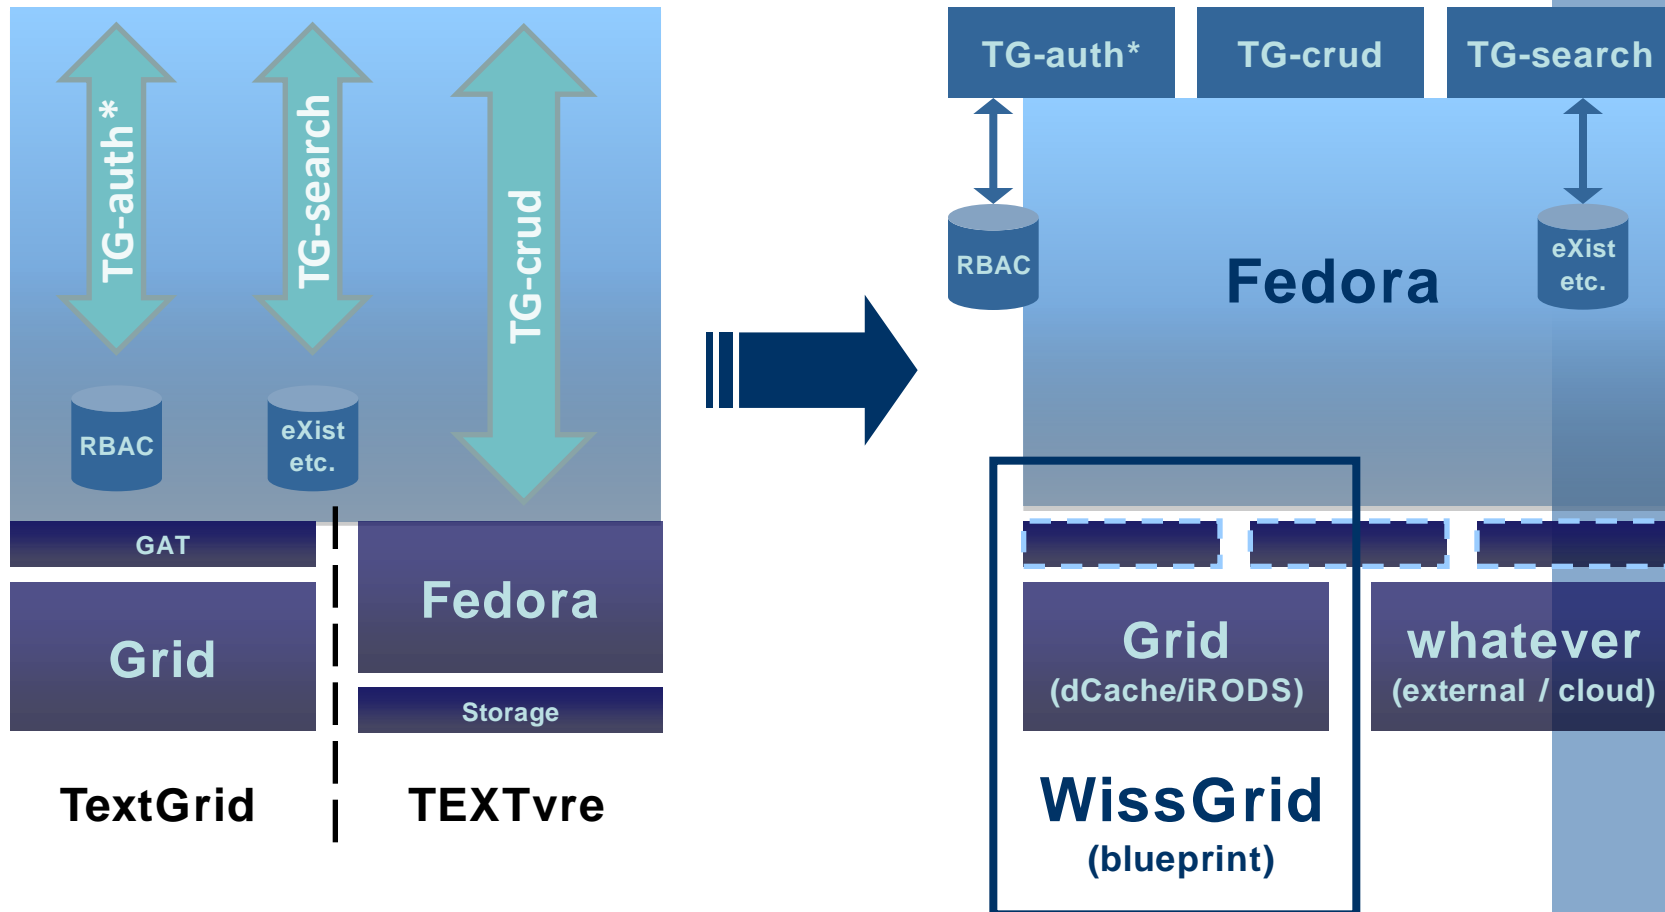 TG-auth*
TG-search
TG-crud
RBAC
eXist
etc.
GAT
Grid
Fedora
Storage
TextGrid
TEXTvre
TG-auth*
TG-crud
TG-search
RBAC
Fedora
eXist
etc.
Grid
(dCache/iRODS)
whatever
(external / cloud)
WissGrid
(blueprint)